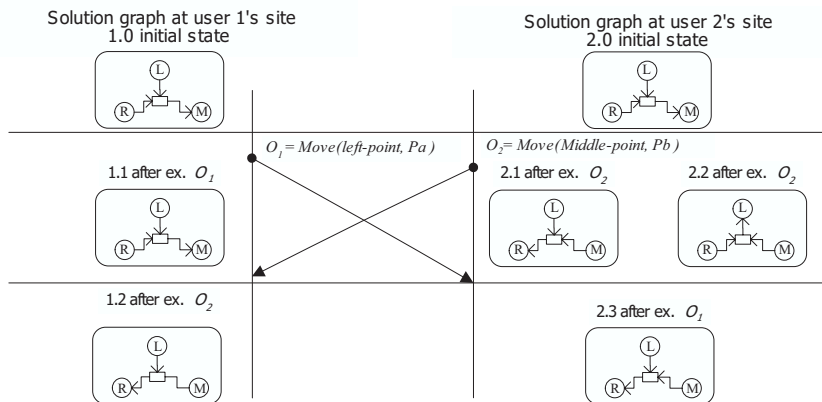 Solution graph at user 1's site
1.0 initial state
Solution graph at user 2's site
2.0 initial state
L
R
M
L
R
M
O1 = Move(left-point, Pa )
O2= Move(Middle-point, Pb )
1.1 after ex. O1
L
R
M
2.1 after ex. O2
L
R
M
2.2 after ex. O2
L
R
M
1.2 after ex. O2
L
R
M
2.3 after ex. O1
L
R
M